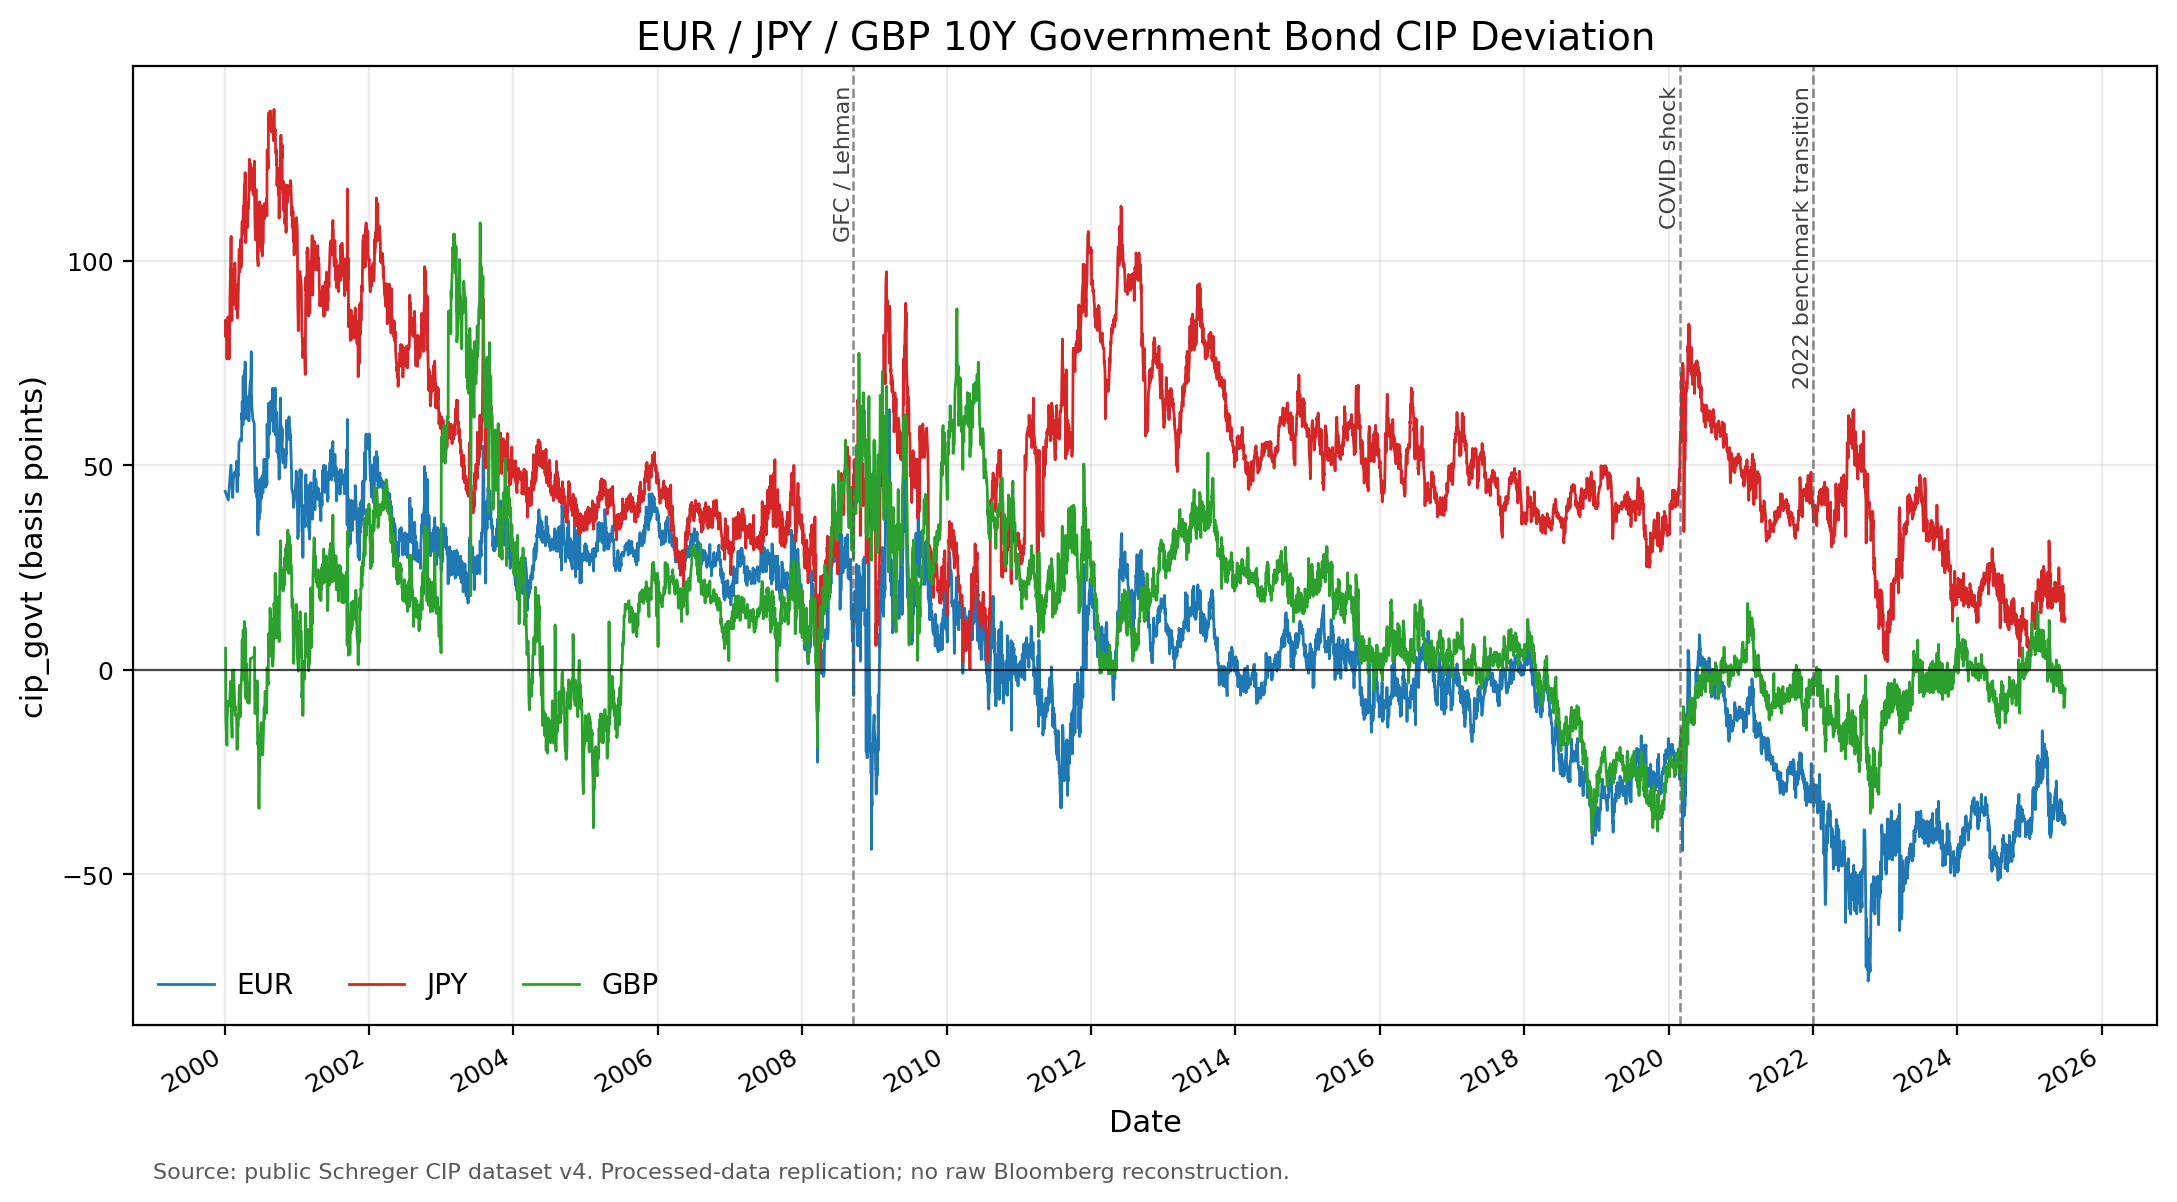 EUR / JPY / GBP 10Y Government Bond CIP Deviation
cip_govt (basis points)
100
50
0
−50
GFC / Lehman
COVID shock
2022 benchmark transition
EUR
JPY
GBP
2000
2002
2004
2006
2008
2010
2012
2014
2016
2018
2020
2022
2024
2026
Date
Source: public Schreger CIP dataset v4. Processed-data replication; no raw Bloomberg reconstruction.